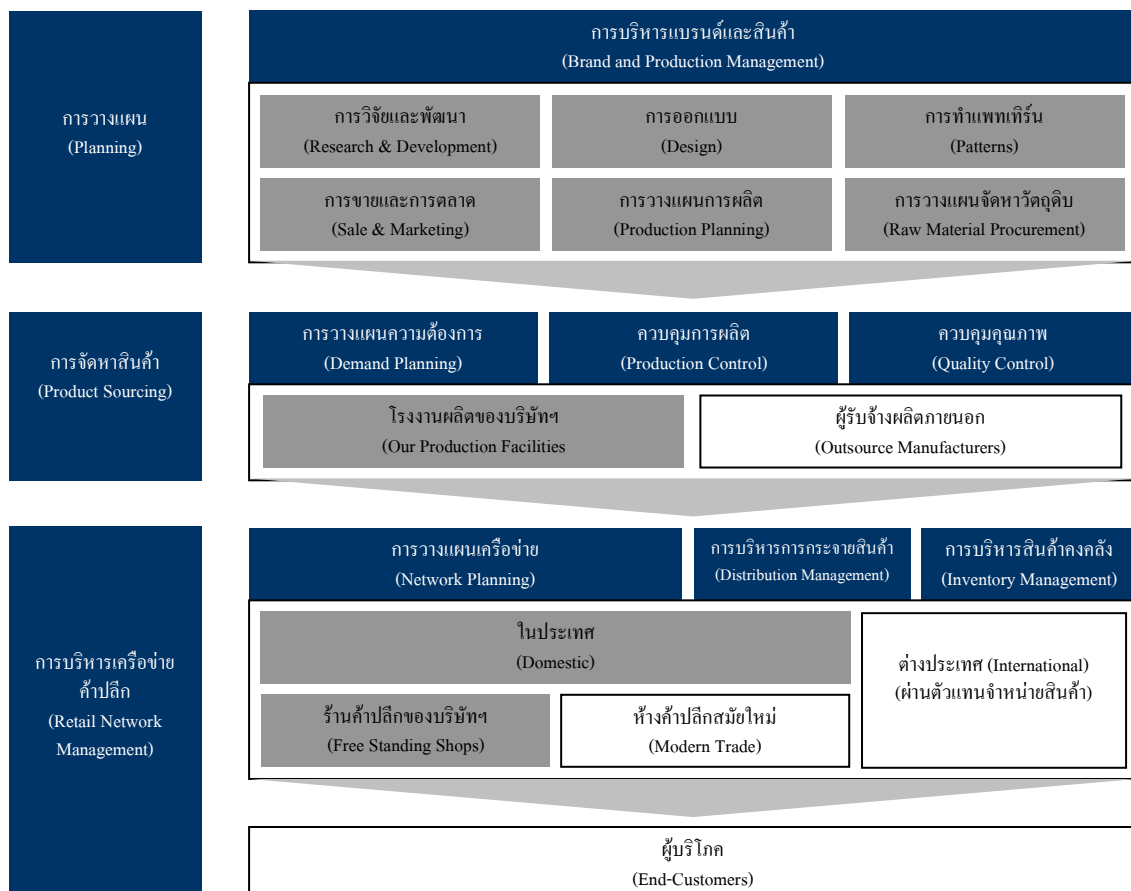 การวางแผน
(Planning)
การบริหารแบรนด์และสินค้า
(Brand and Production Management)
การวิจัยและพัฒนา
(Research & Development)
การออกแบบ
(Design)
การทำแพทเทิร์น
(Patterns)
การขายและการตลาด
(Sale & Marketing)
การวางแผนการผลิต
(Production Planning)
การวางแผนจัดหาวัตถุดิบ
(Raw Material Procurement)
การจัดหาสินค้า
(Product Sourcing)
การวางแผนความต้องการ
(Demand Planning)
ควบคุมการผลิต
(Production Control)
ควบคุมคุณภาพ
(Quality Control)
โรงงานผลิตของบริษัทฯ
(Our Production Facilities
ผู้รับจ้างผลิตภายนอก
(Outsource Manufacturers)
การบริหารเครือข่าย
ค้าปลีก
(Retail Network
Management)
การวางแผนเครือข่าย
(Network Planning)
การบริหารการกระจายสินค้า
(Distribution Management)
การบริหารสินค้าคงคลัง
(Inventory Management)
ในประเทศ
(Domestic)
ร้านค้าปลีกของบริษัทฯ
(Free Standing Shops)
ห้างค้าปลีกสมัยใหม่
(Modern Trade)
ต่างประเทศ (International)
(ผ่านตัวแทนจำหน่ายสินค้า)
ผู้บริโภค
(End-Customers)